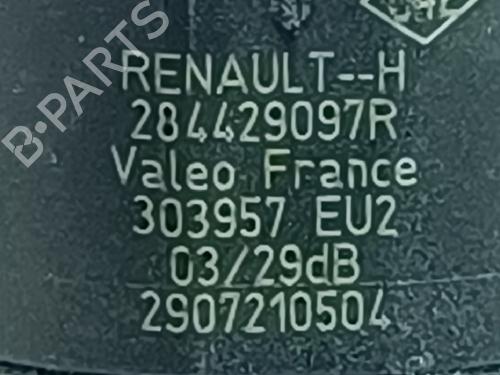 RENAULT--H
284429097R
Valeo France
303957 EU2
03/29dB
2907210504
B-PARTS